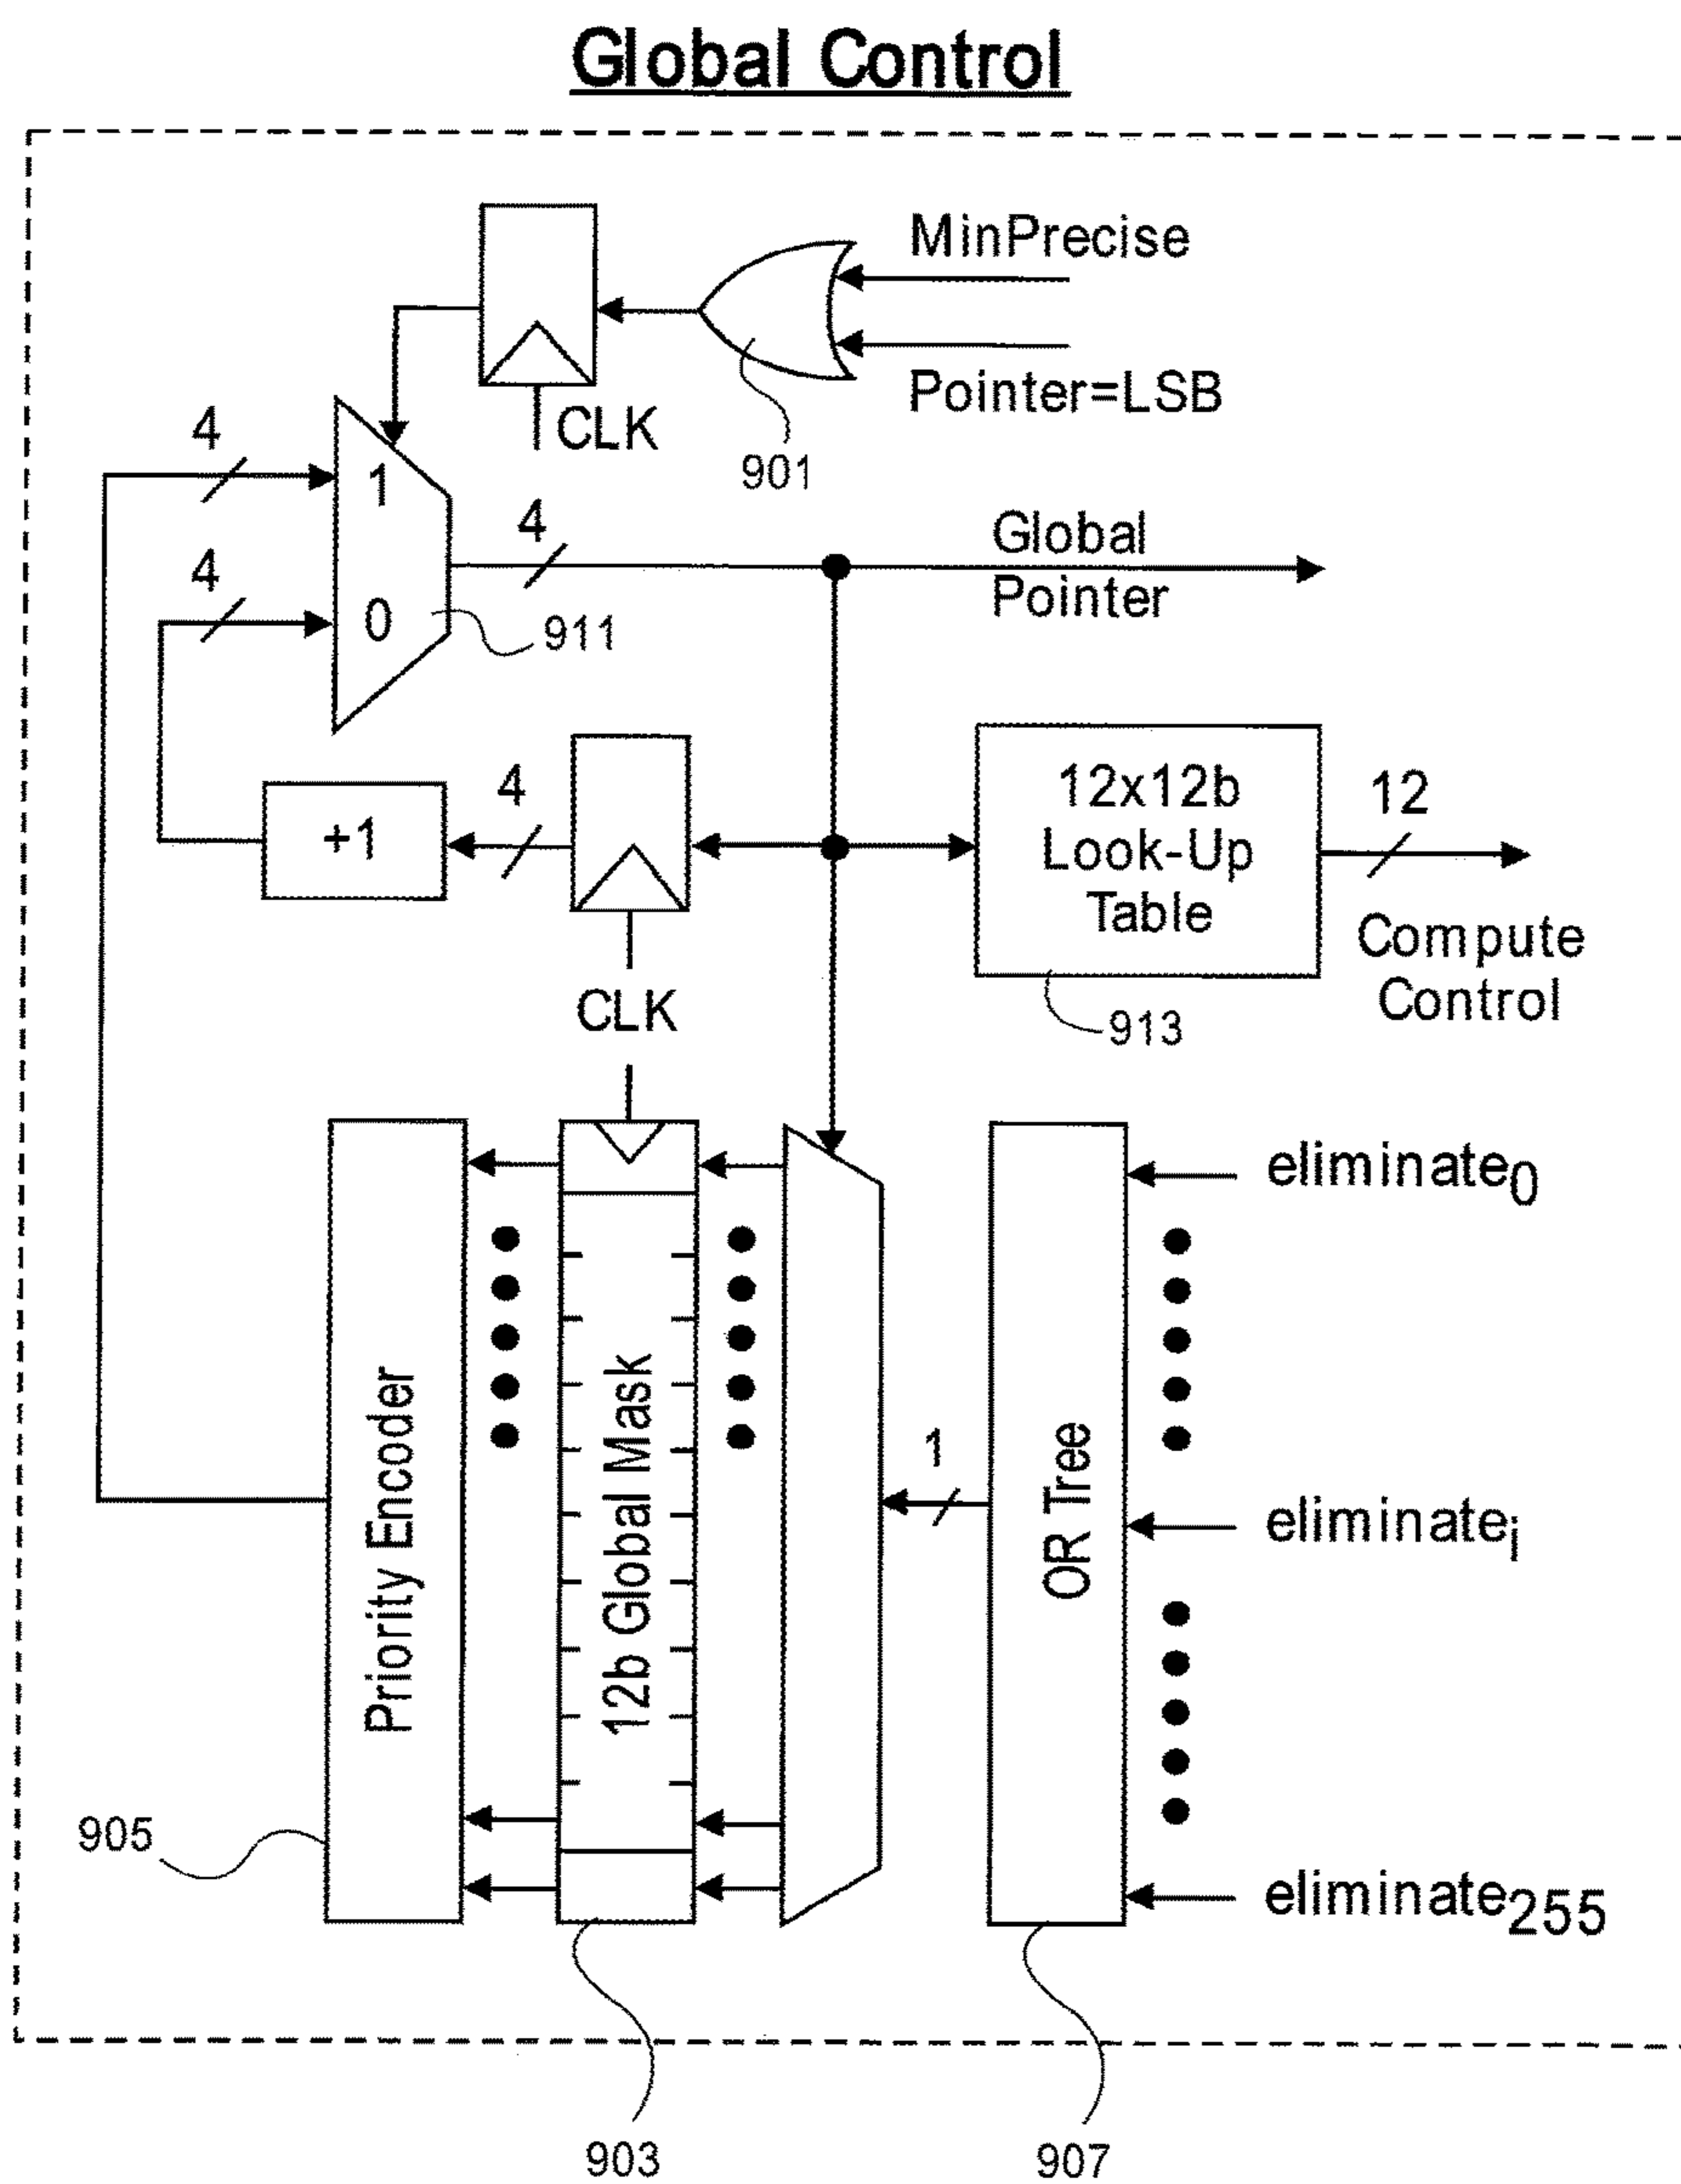 Global Control
MinPrecise
Pointer=LSB
CLK
901
4
1
4
4
0
911
Global
Pointer
+1
4
12x12b
Look-Up
Table
12
Compute
Control
913
CLK
Priority Encoder
12b Global Mask
1
OR Tree
eliminate0
eliminatei
eliminate255
905
903
907